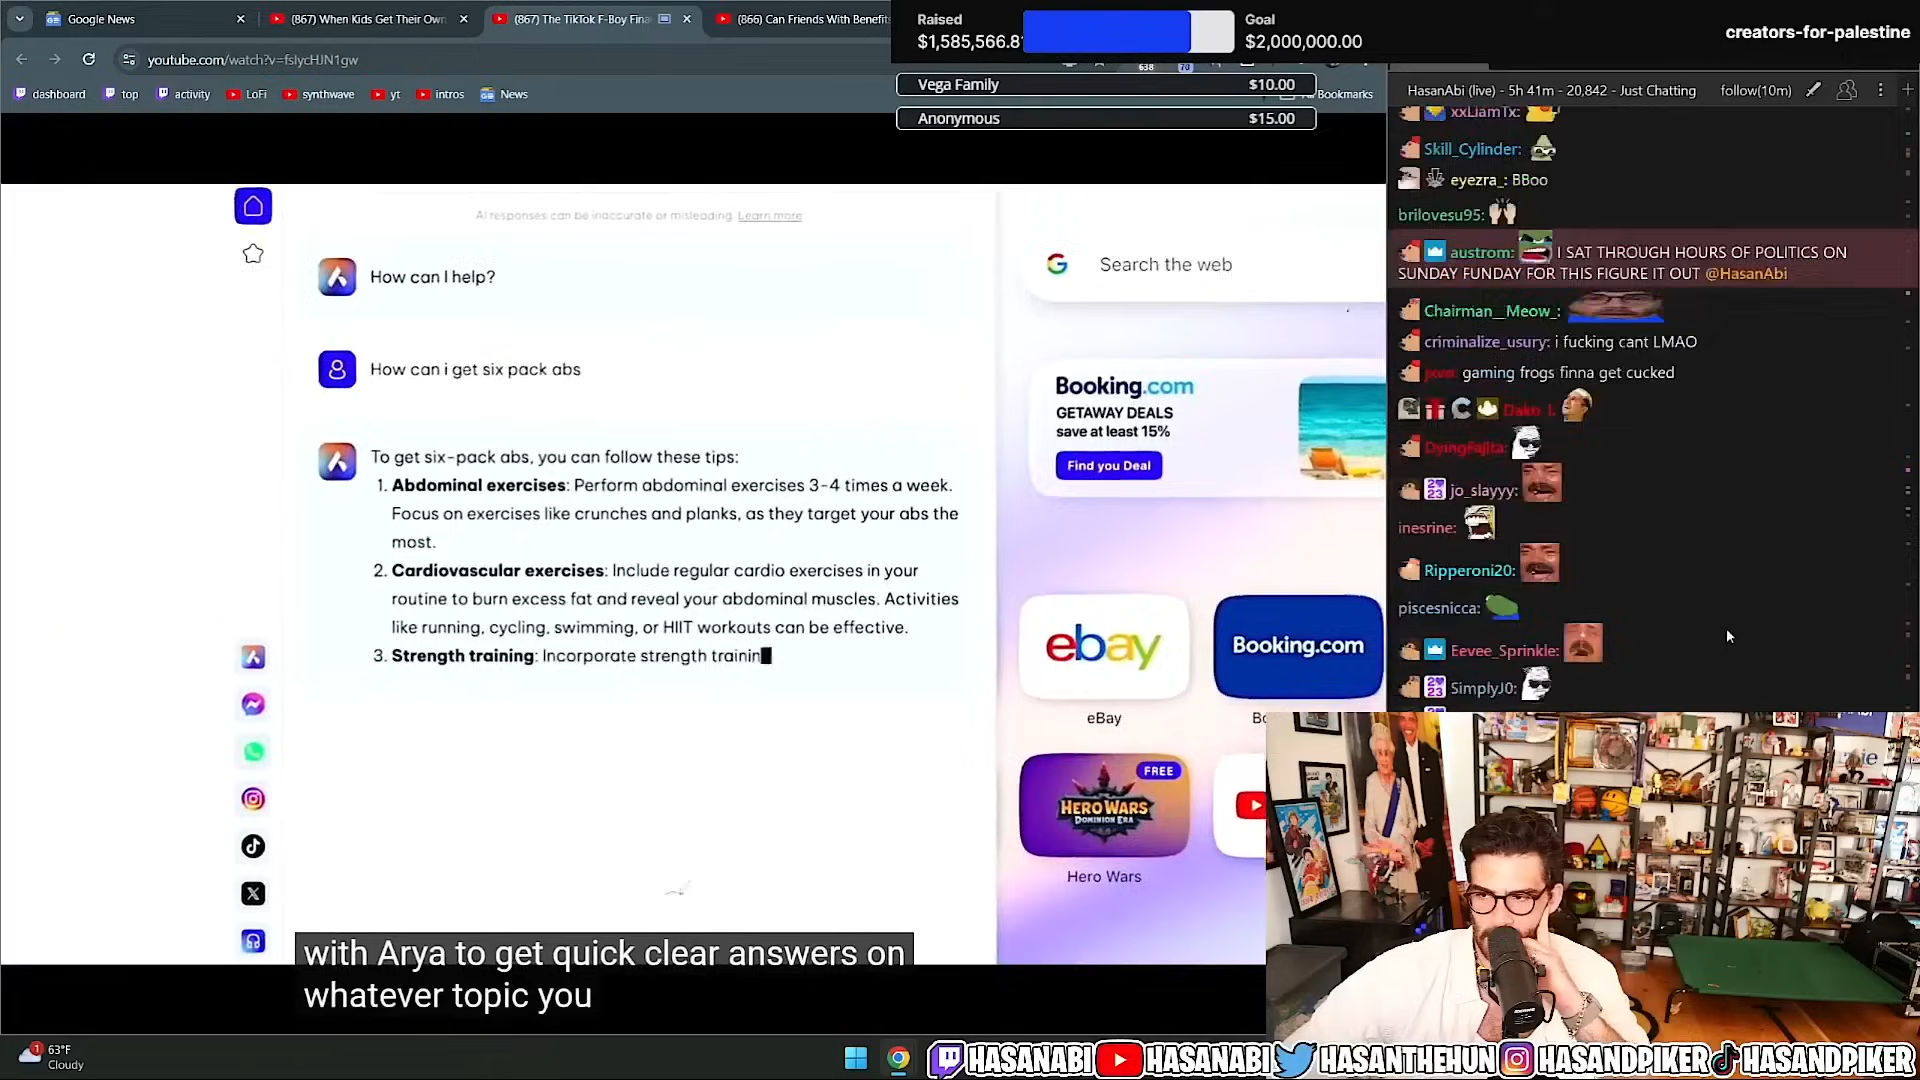 Google News
(867) When Kids Get Their Own
(867) The TikTok F-Boy Fina
(866) Can Friends With Benefits
youtube.com/watch?v=fslycHJN1gw
638
70
dashboard
top
activity
LoFi
synthwave
yt
intros
News
Bookmarks
Raised
$1,585,566.8
Goal
$2,000,000.00
Vega Family $10.00
Anonymous $15.00
creators-for-palestine
HasanAbi (live) - 5h 41m - 20,842 - Just Chatting
follow(10m)
xxLiamTx:
Skill_Cylinder:
eyezra_: BBoo
brilovesu95:
austrom: I SAT THROUGH HOURS OF POLITICS ON
SUNDAY FUNDAY FOR THIS FIGURE IT OUT @HasanAbi
Chairman__Meow_:
criminalize_usury: i fucking cant LMAO
gaming frogs finna get cucked
DyingFajita:
jo_slayyy:
inesrine:
Ripperoni20:
piscesnicca:
Eevee_Sprinkle:
SimplyJ0:
AI responses can be inaccurate or misleading. Learn more
How can I help?
How can i get six pack abs
To get six-pack abs, you can follow these tips:
1. Abdominal exercises: Perform abdominal exercises 3-4 times a week.
Focus on exercises like crunches and planks, as they target your abs the
most.
2. Cardiovascular exercises: Include regular cardio exercises in your
routine to burn excess fat and reveal your abdominal muscles. Activities
like running, cycling, swimming, or HIIT workouts can be effective.
3. Strength training: Incorporate strength trainin
Search the web
Booking.com
GETAWAY DEALS
save at least 15%
Find you Deal
ebay
Booking.com
eBay
FREE
HERO WARS
DOMINION ERA
Hero Wars
with Arya to get quick clear answers on
whatever topic you
1
63°F
Cloudy
HASANABI
HASANABI
HASANTHEHUN
HASANDPIKER
HASANDPIKER